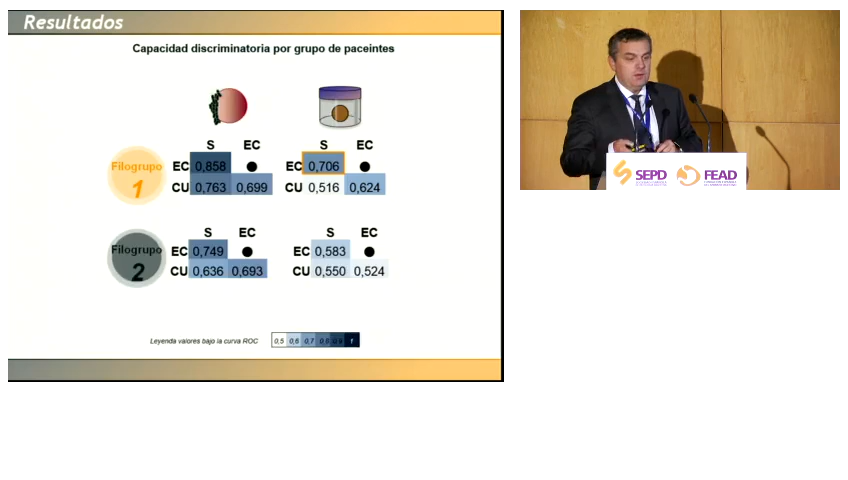 Resultados
Capacidad discriminatoria por grupo de paceintes
S EC
EC 0,858
CU 0,763 0,699
S EC
EC 0,706
CU 0,516 0,624
Filogrupo
1
S EC
EC 0,749
CU 0,636 0,693
S EC
EC 0,583
CU 0,550 0,524
Filogrupo
2
Leyenda valores bajo la curva ROC
0,5 0,6 0,7 0,8 0,9 1
SEPD
FEAD